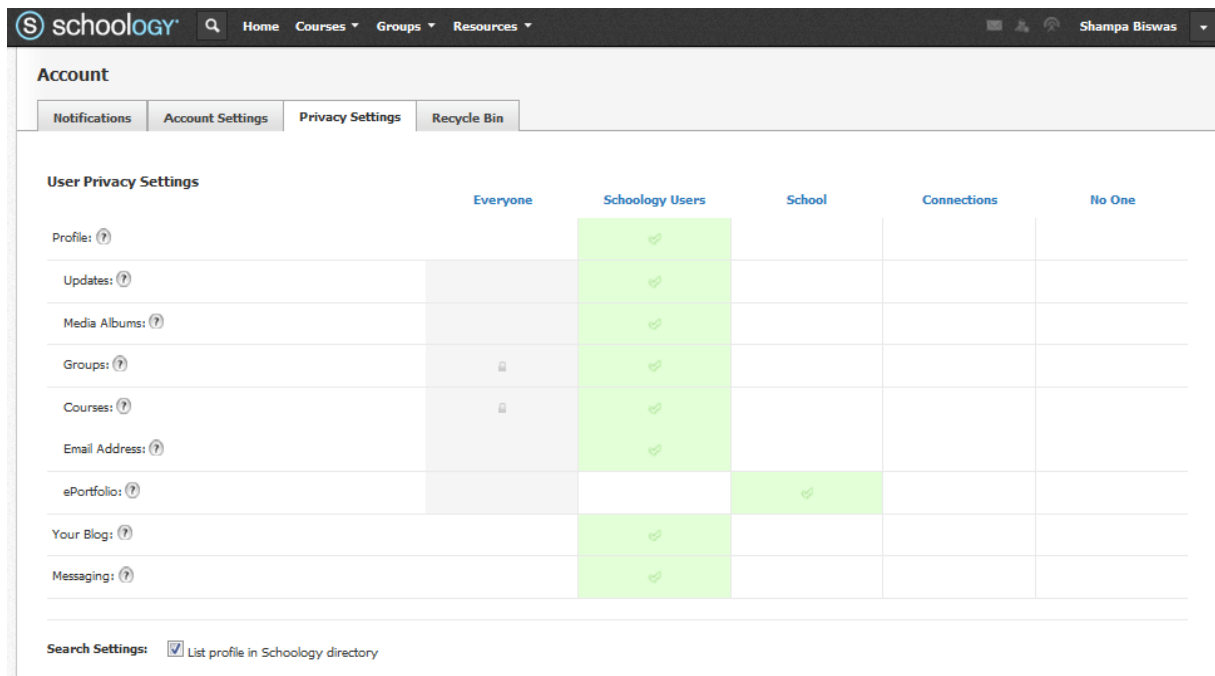 schoology Home Courses Groups Resources Shampa Biswas
Account
Notifications Account Settings Privacy Settings Recycle Bin
User Privacy Settings
Everyone Schoology Users School Connections No One
Profile: ?
Updates: ?
Media Albums: ?
Groups: ?
Courses: ?
Email Address: ?
ePortfolio: ?
Your Blog: ?
Messaging: ?
Search Settings: List profile in Schoology directory